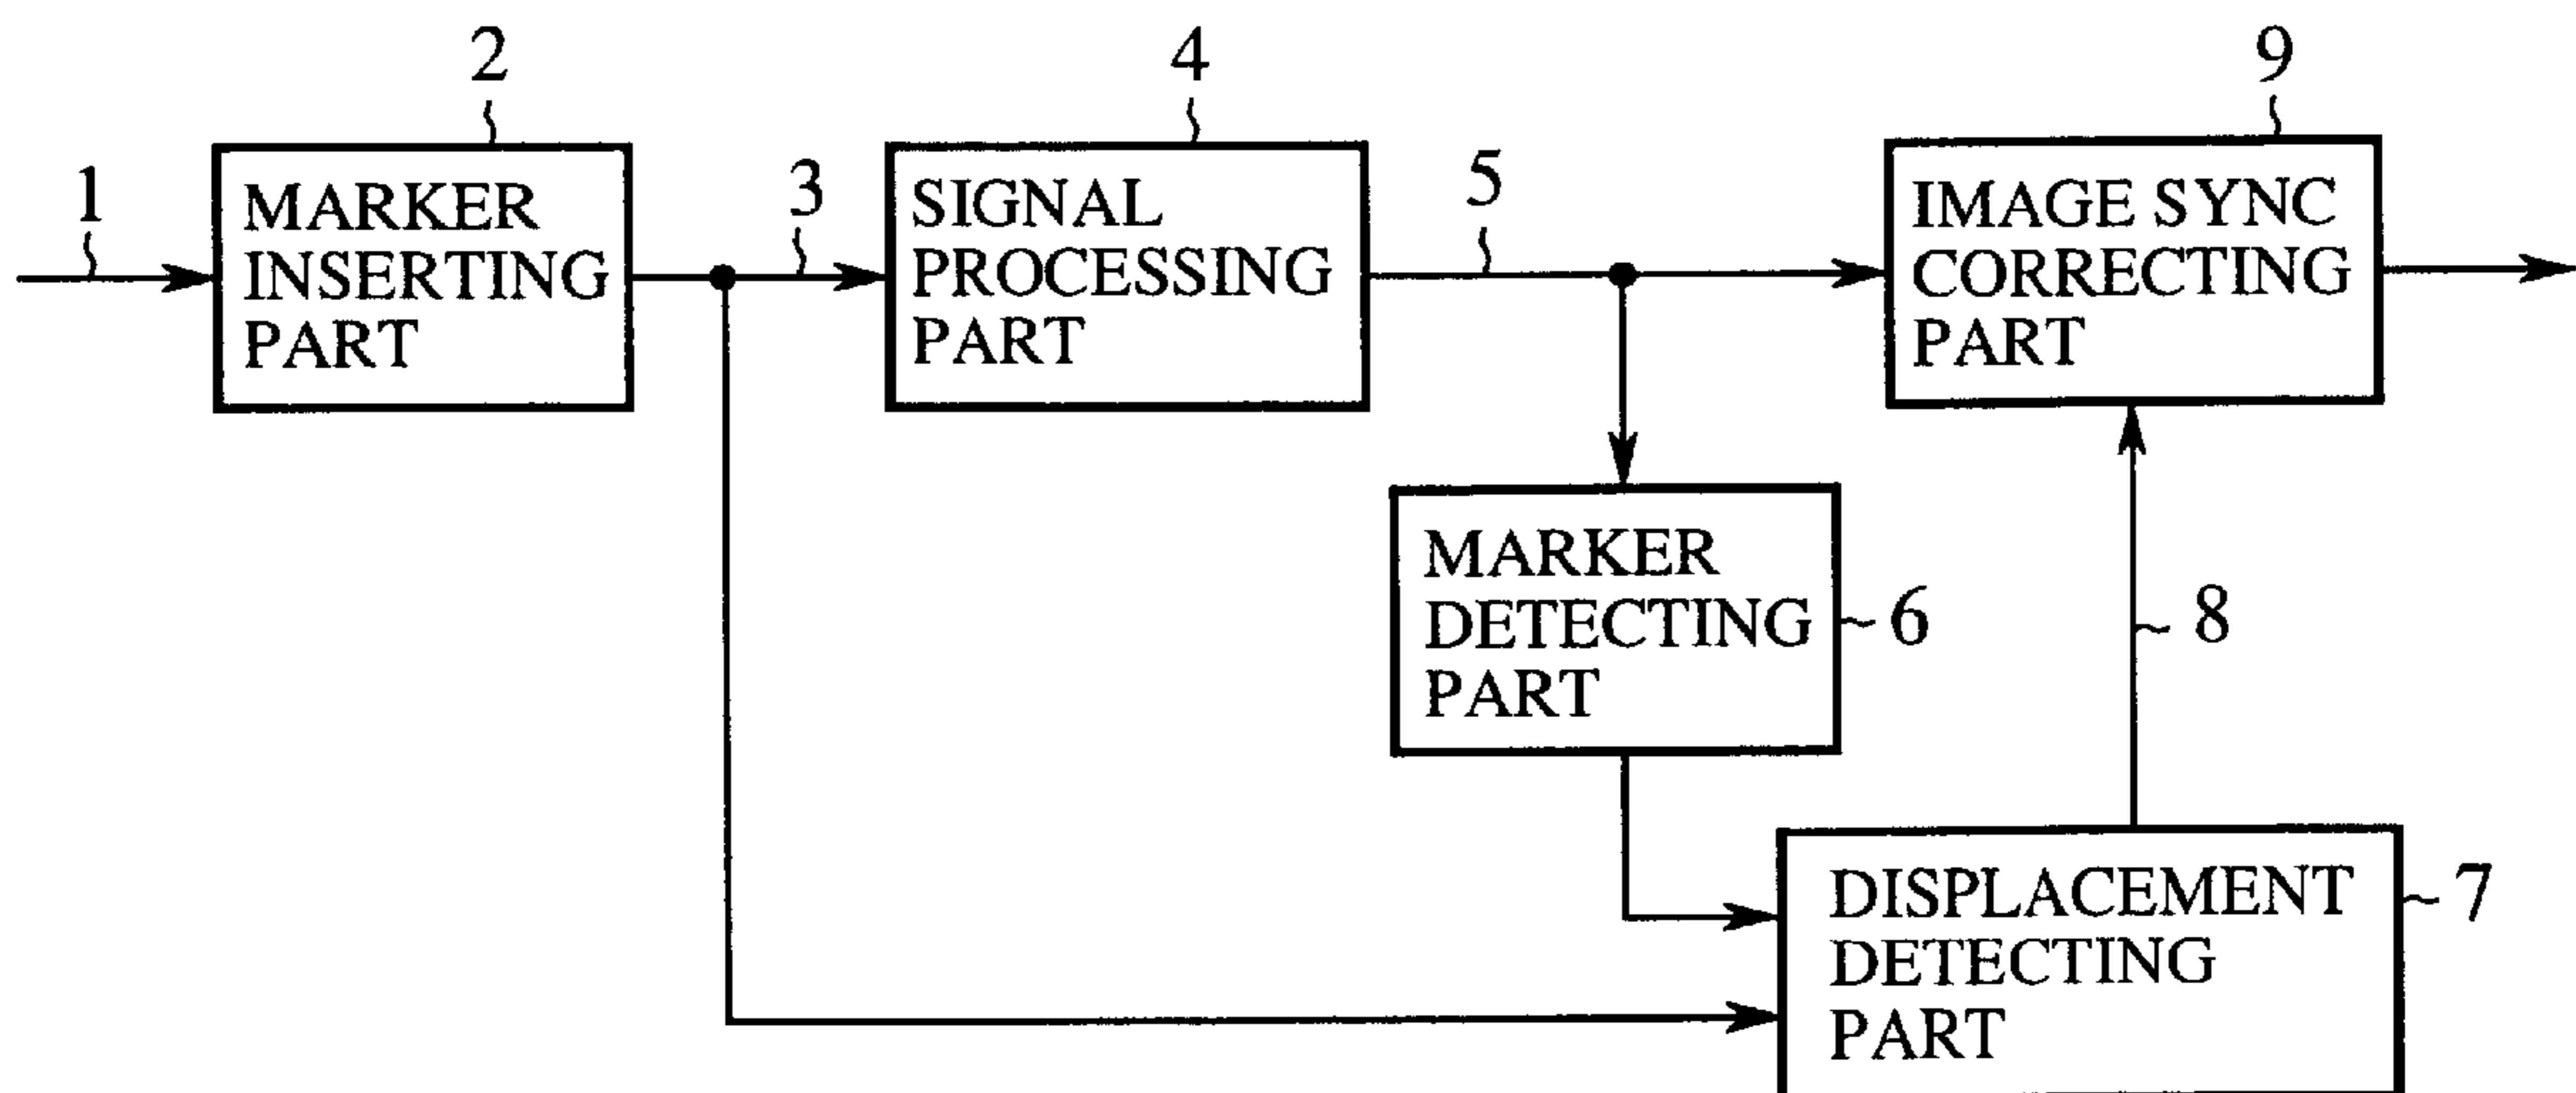 2
4
9
1
MARKER
INSERTING
PART
3
SIGNAL
PROCESSING
PART
5
IMAGE SYNC
CORRECTING
PART
MARKER
DETECTING
PART
6
8
DISPLACEMENT
DETECTING
PART
7